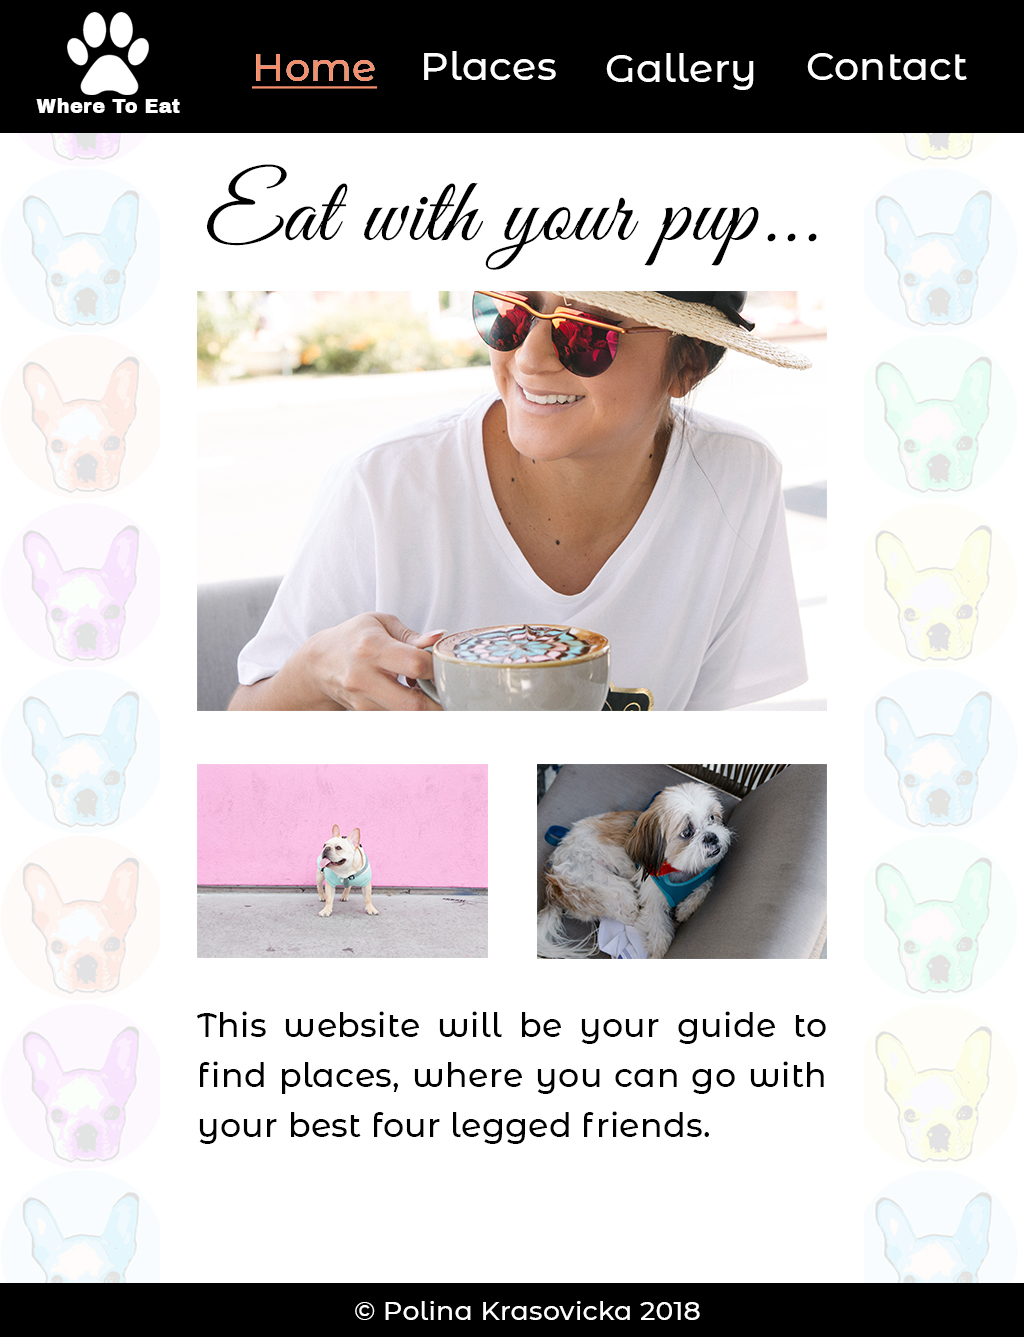 Where To Eat
Home Places Gallery Contact
Eat with your pup...
This website will be your guide to
find places, where you can go with
your best four legged friends.
© Polina Krasovicka 2018